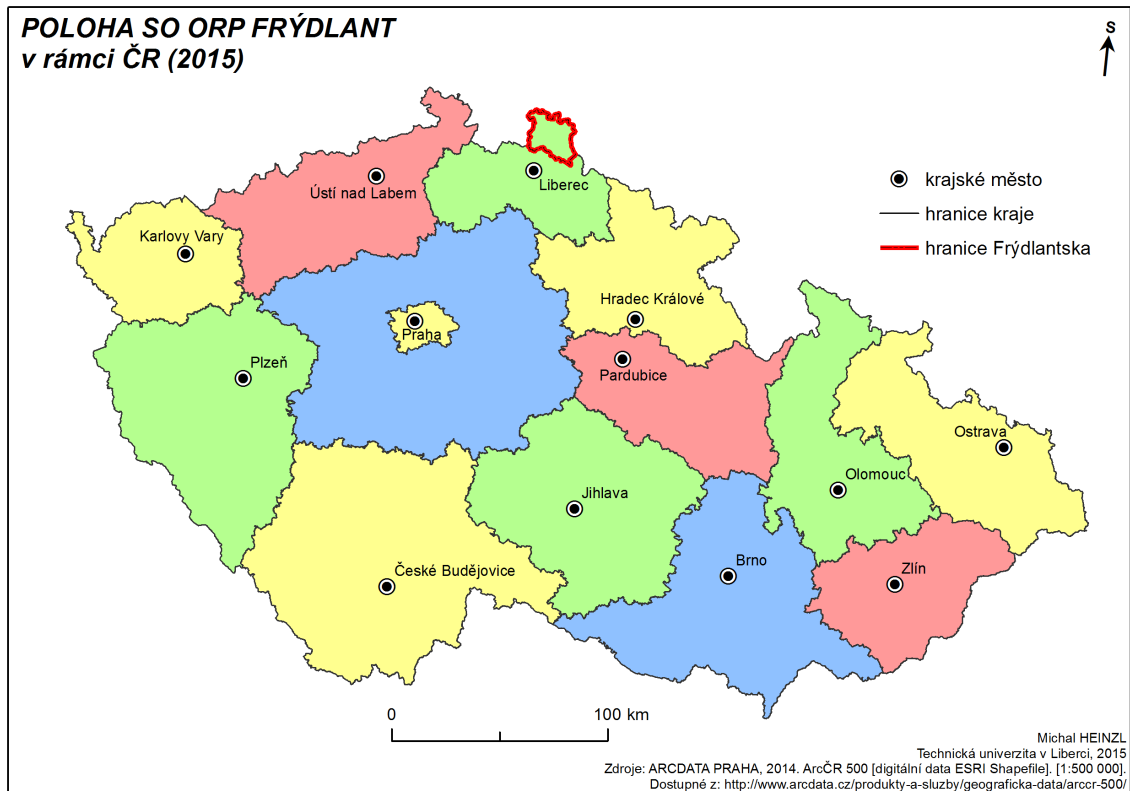 POLOHA SO ORP FRÝDLANT
v rámci ČR (2015)
S
krajské město
hranice kraje
hranice Frýdlantska
Ústí nad Labem
Liberec
Karlovy Vary
Hradec Králové
Praha
Pardubice
Plzeň
Ostrava
Olomouc
Jihlava
Brno
Zlín
České Budějovice
0 100 km
Michal HEINZL
Technická univerzita v Liberci, 2015
Zdroje: ARCDATA PRAHA, 2014. ArcČR 500 [digitální data ESRI Shapefile]. [1:500 000].
Dostupné z: http://www.arcdata.cz/produkty-a-sluzby/geograficka-data/arccr-500/